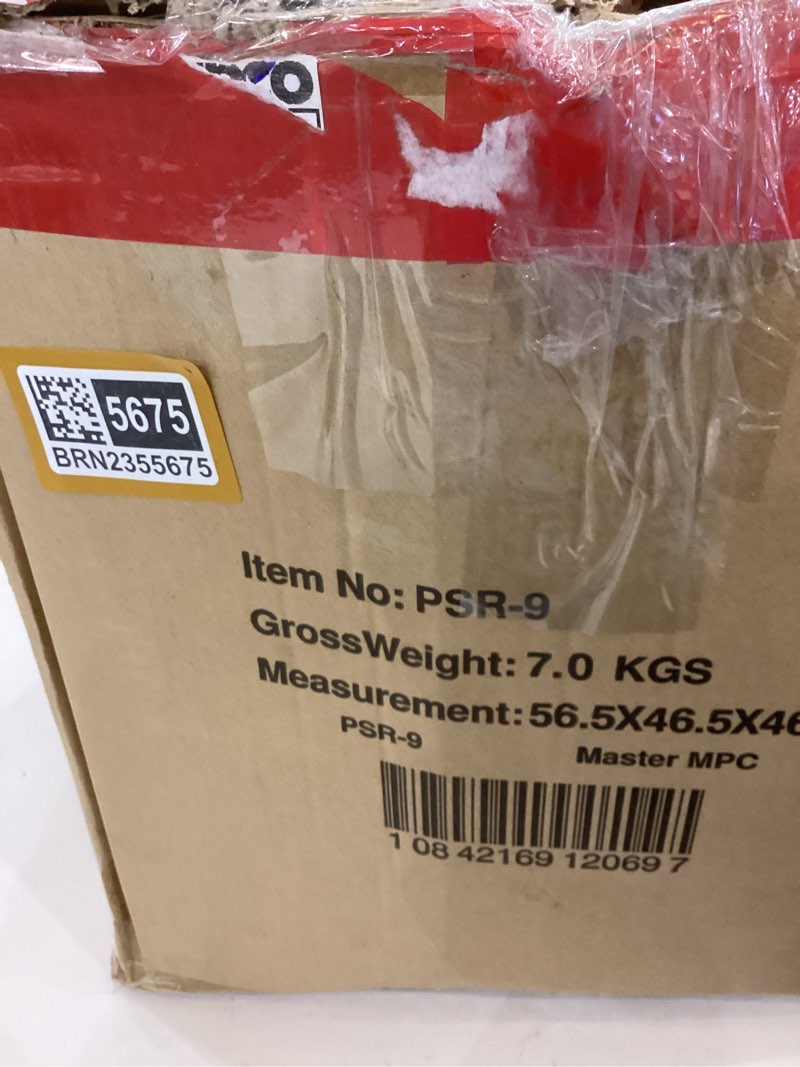 5675
BRN2355675
Item No: PSR-9
GrossWeight: 7.0 KGS
Measurement: 56.5X46.5X46
PSR-9
Master MPC
1 08 42169 12069 7